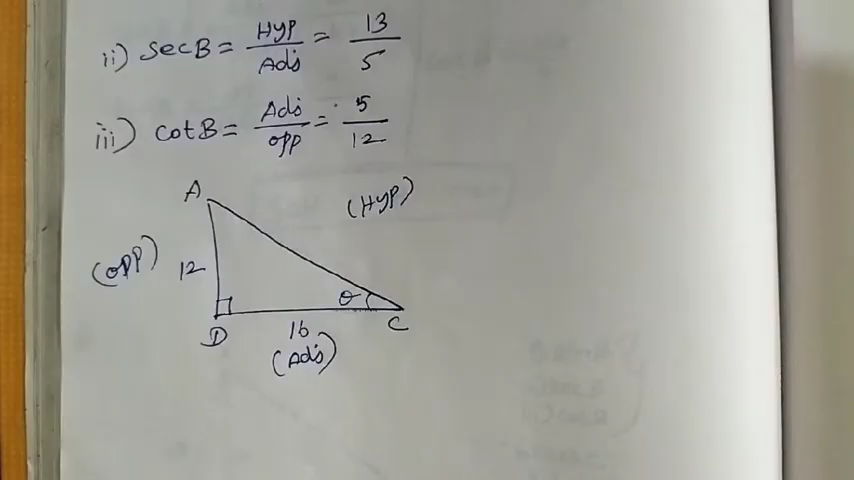 ii) secB = Hyp/Adj = 13/5
iii) cotB = Adj/opp = 5/12
A
(Hyp)
(opp) 12
θ
D 16 C
(Adj)